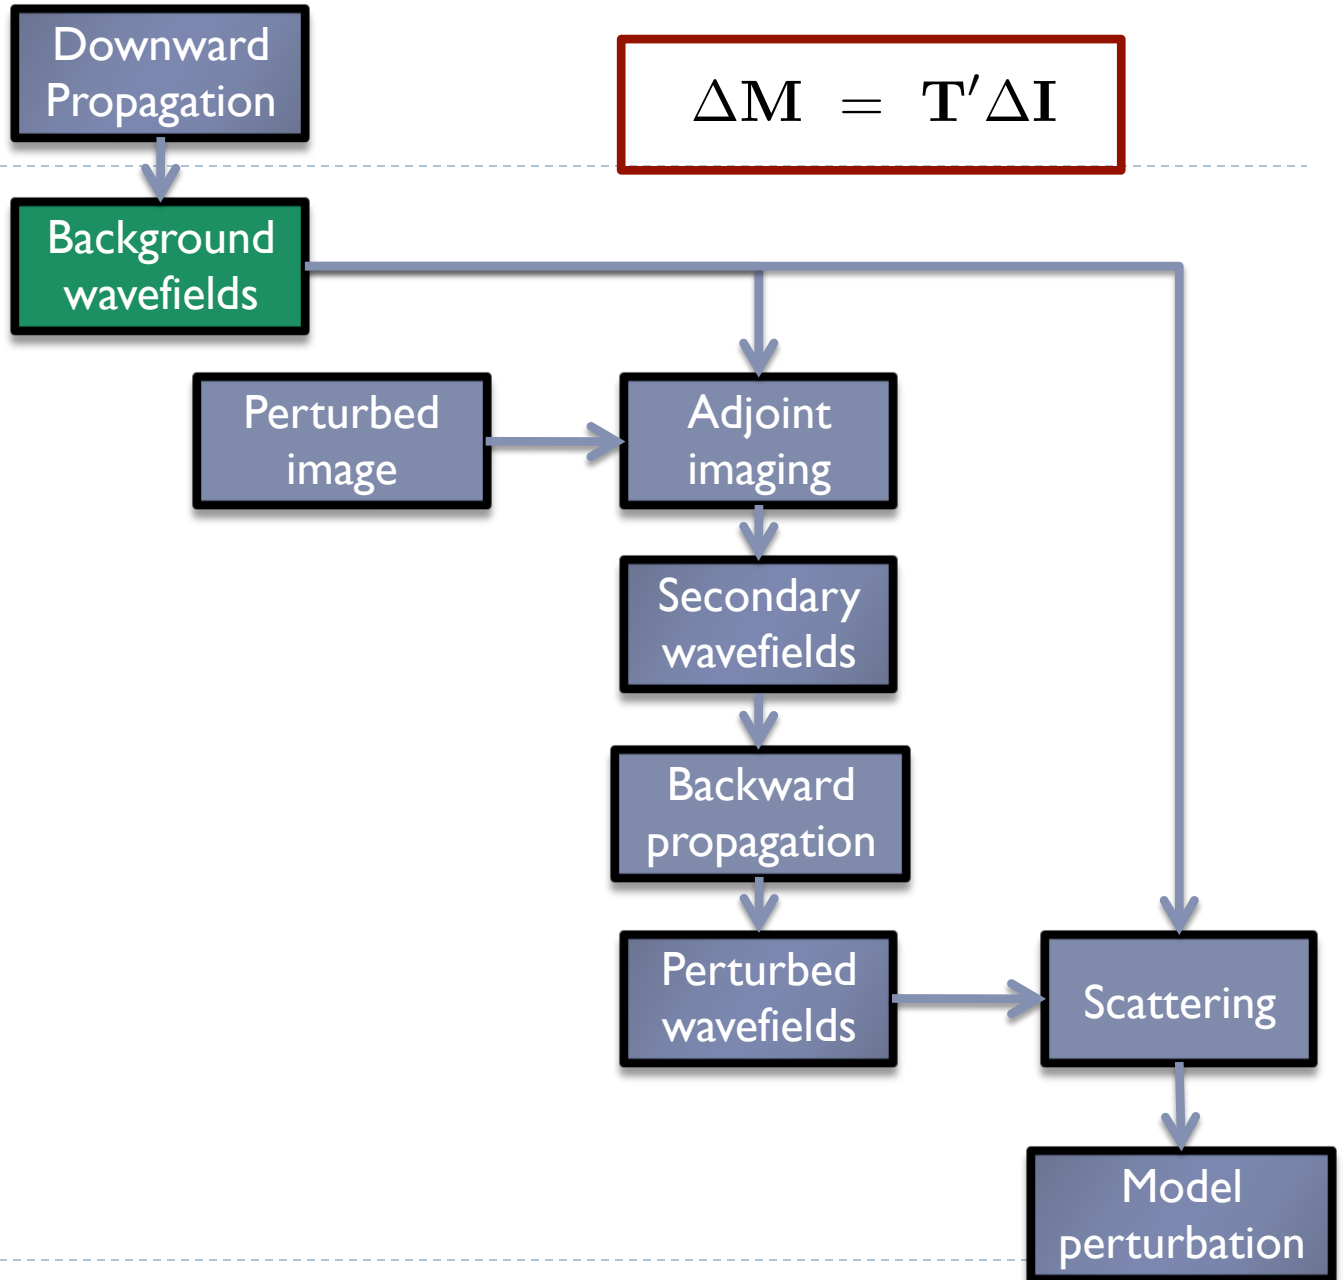 Downward
Propagation
ΔM = T′ΔI
Background
wavefields
Perturbed
image
Adjoint
imaging
Secondary
wavefields
Backward
propagation
Perturbed
wavefields
Scattering
Model
perturbation